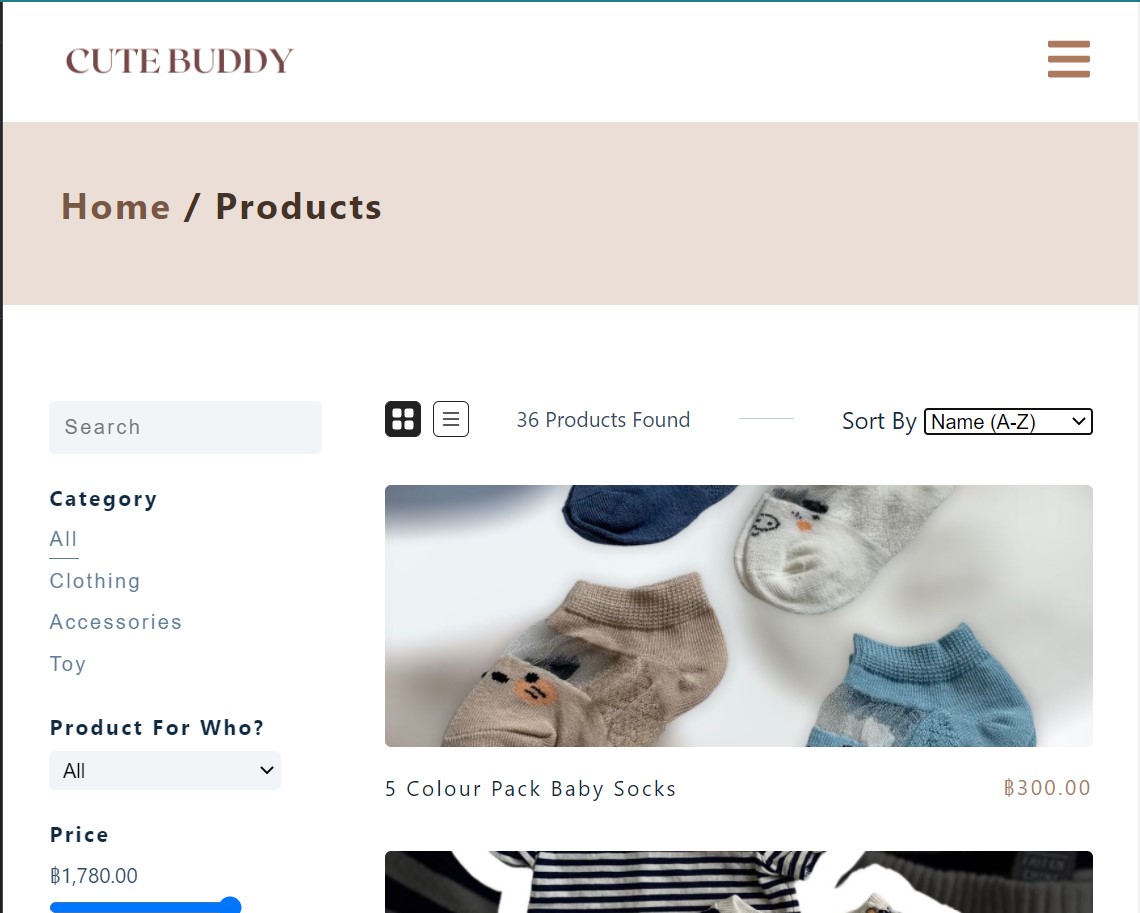 CUTE BUDDY
Home / Products
Search
36 Products Found
Sort By Name (A-Z)
Category
All
Clothing
Accessories
Toy
Product For Who?
All
Price
฿1,780.00
5 Colour Pack Baby Socks ฿300.00